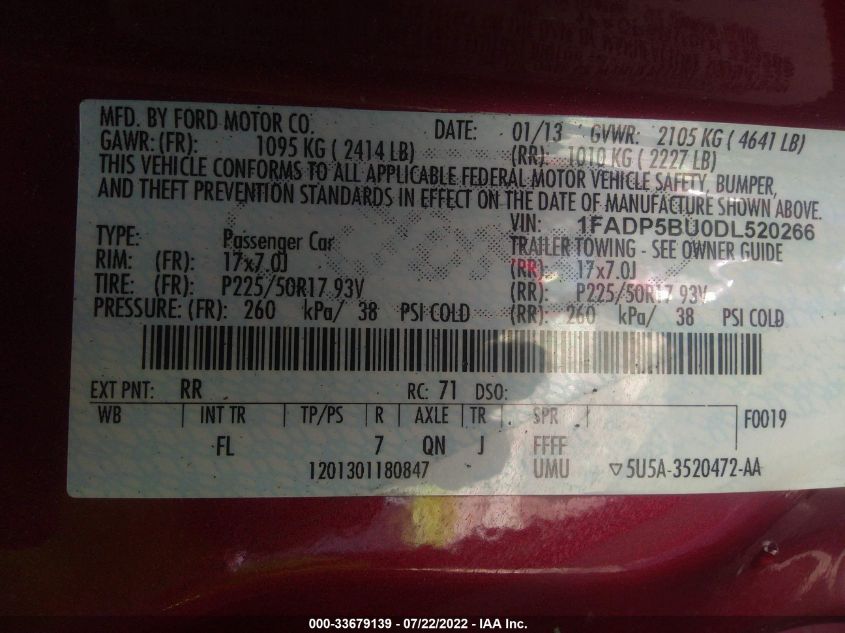 MFD. BY FORD MOTOR CO. DATE: 01/13 GVWR: 2105 KG ( 4641 LB)
GAWR: (FR): 1095 KG ( 2414 LB) (RR): 1010 KG ( 2227 LB)
THIS VEHICLE CONFORMS TO ALL APPLICABLE FEDERAL MOTOR VEHICLE SAFETY, BUMPER,
AND THEFT PREVENTION STANDARDS IN EFFECT ON THE DATE OF MANUFACTURE SHOWN ABOVE.
VIN: 1FADP5BU0DL520266
TYPE: Passenger Car TRAILER TOWING - SEE OWNER GUIDE
RIM: (FR): 17x7.0J (RR): 17x7.0J
TIRE: (FR): P225/50R17 93V (RR): P225/50R17 93V
PRESSURE: (FR): 260 kPa/ 38 PSI COLD (RR): 260 kPa/ 38 PSI COLD
EXT PNT: RR RC: 71 DSO:
WB INT TR TP/PS R AXLE TR SPR F0019
FL 7 QN J FFFF
1201301180847 UMU ▽5U5A-3520472-AA
000-33679139 - 07/22/2022 - IAA Inc.